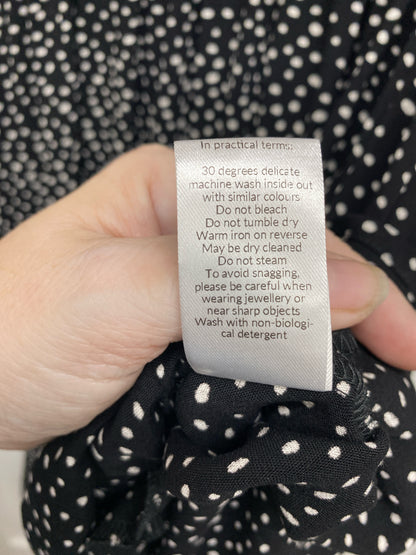 In practical terms:
30 degrees delicate
machine wash inside out
with similar colours
Do not bleach
Do not tumble dry
Warm iron on reverse
May be dry cleaned
Do not steam
To avoid snagging,
please be careful when
wearing jewellery or
near sharp objects
Wash with non-biologi-
cal detergent